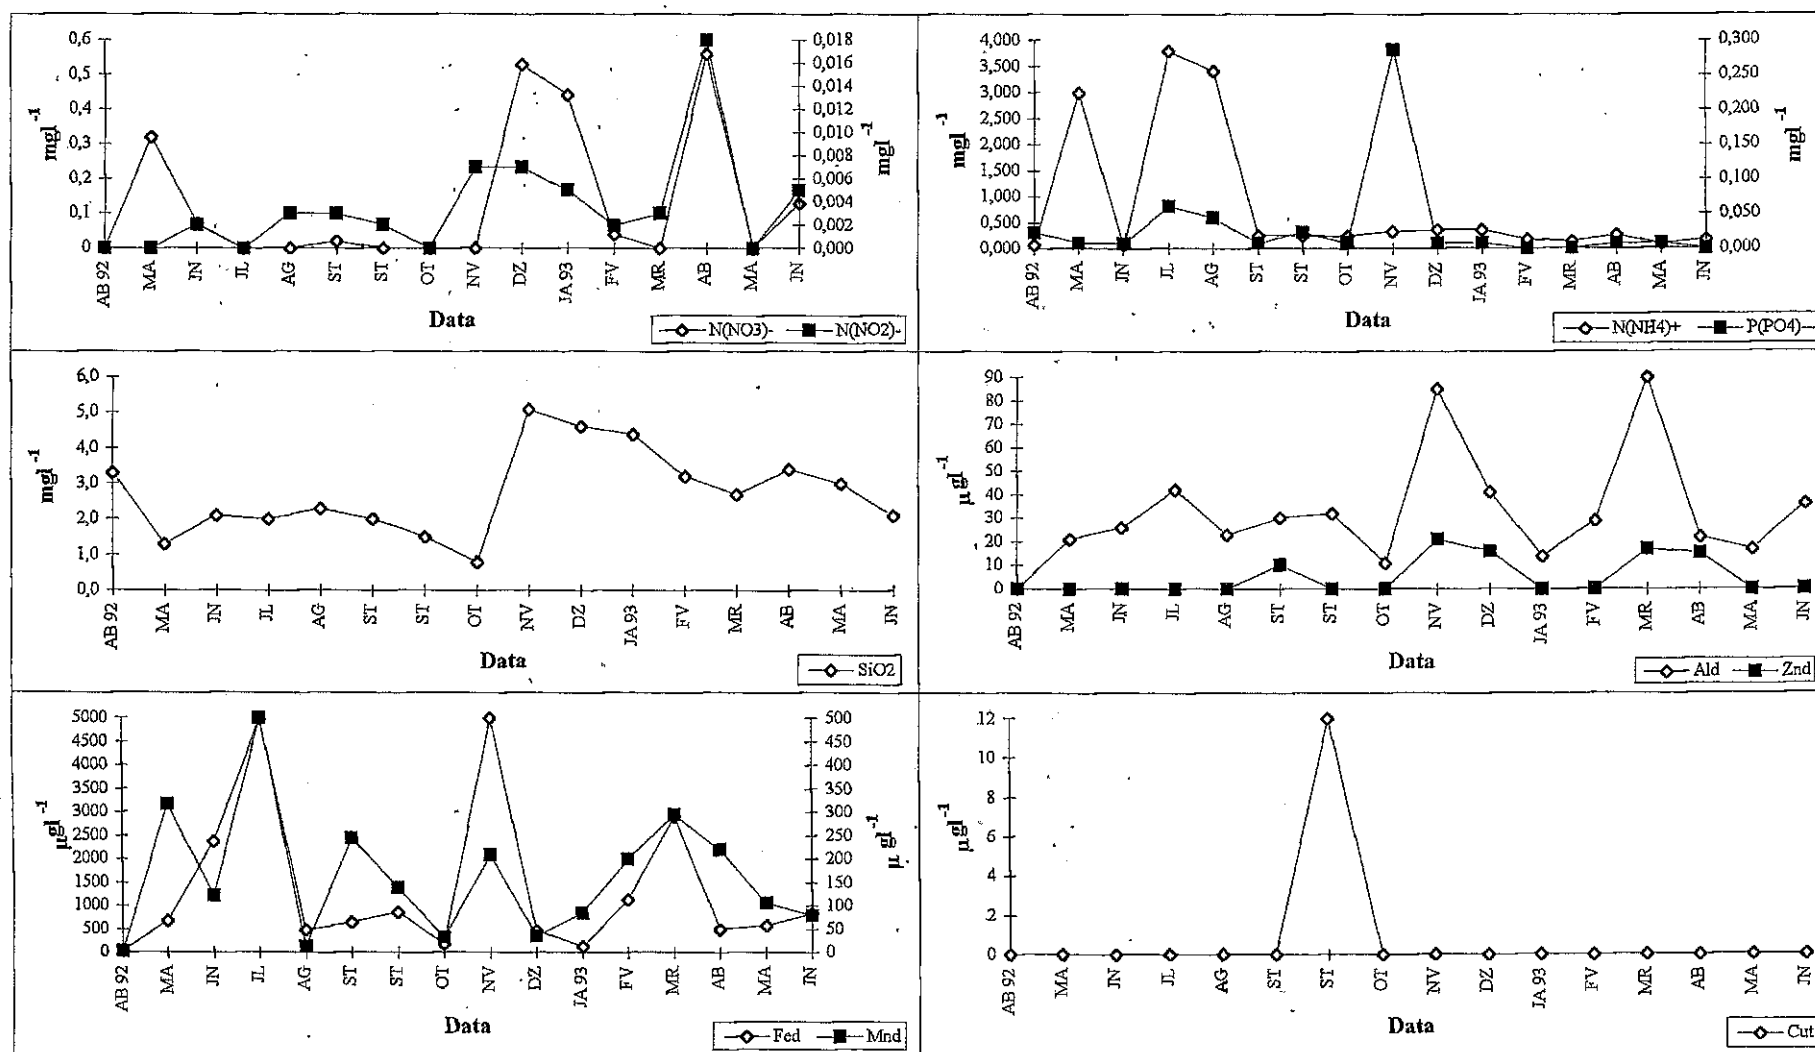 0,6
0,5
0,4
0,3
0,2
0,1
0
mgl⁻¹
0,018
0,016
0,014
0,012
0,010
0,008
0,006
0,004
0,002
0,000
mgl⁻¹
AB 92 MA JN JL AG ST ST OT NV DZ JA 93 FV MR AB MA JN
Data
N(NO3)- N(NO2)-
4,000
3,500
3,000
2,500
2,000
1,500
1,000
0,500
0,000
mgl⁻¹
0,300
0,250
0,200
0,150
0,100
0,050
0,000
mgl⁻¹
AB 92 MA JN JL AG ST ST OT NV DZ JA 93 FV MR AB MA JN
Data
N(NH4)+ P(PO4)--
6,0
5,0
4,0
3,0
2,0
1,0
0,0
mgl⁻¹
AB 92 MA JN JL AG ST ST OT NV DZ JA 93 FV MR AB MA JN
Data
SiO2
90
80
70
60
50
40
30
20
10
0
µgl⁻¹
AB 92 MA JN JL AG ST ST OT NV DZ JA 93 FV MR AB MA JN
Data
Ald Znd
5000
4500
4000
3500
3000
2500
2000
1500
1000
500
0
µgl⁻¹
500
450
400
350
300
250
200
150
100
50
0
µgl⁻¹
AB 92 MA JN JL AG ST ST OT NV DZ JA 93 FV MR AB MA JN
Data
Fed Mnd
12
10
8
6
4
2
0
µgl⁻¹
AB 92 MA JN JL AG ST ST OT NV DZ JA 93 FV MR AB MA JN
Data
Cut